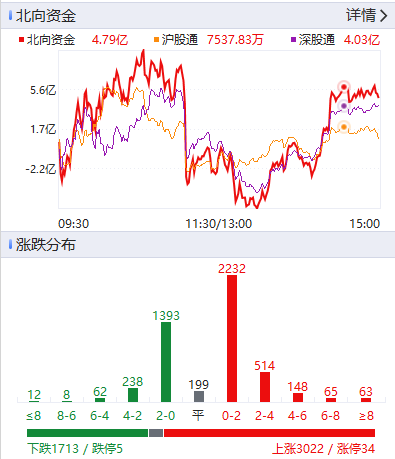 北向资金 详情
北向资金 4.79亿 沪股通 7537.83万 深股通 4.03亿
5.6亿
1.7亿
-2.2亿
09:30 11:30/13:00 15:00
涨跌分布
12 8 62 238 1393 199 2232 514 148 65 63
≤8 8-6 6-4 4-2 2-0 平 0-2 2-4 4-6 6-8 ≥8
下跌1713 / 跌停5 上涨3022 / 涨停34